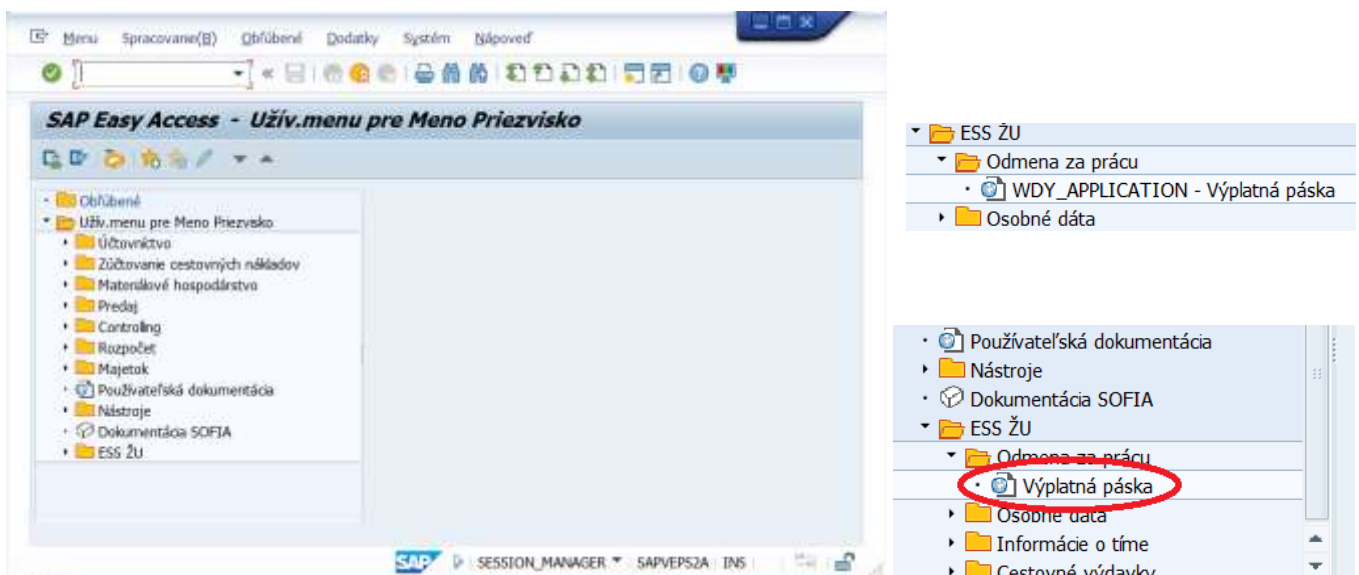 Menu Spracovanie(B) Obľúbené Dodatky Systém Nápoveď
SAP Easy Access - Užív.menu pre Meno Priezvisko
Obľúbené
Užív.menu pre Meno Priezvisko
Účtovníctvo
Zúčtovanie cestovných nákladov
Materiálové hospodárstvo
Predaj
Controling
Rozpočet
Majetok
Používateľská dokumentácia
Nástroje
Dokumentácia SOFIA
ESS ŽU
SAP SESSION_MANAGER SAPVEPS2A INS
ESS ŽU
Odmena za prácu
WDY_APPLICATION - Výplatná páska
Osobné dáta
Používateľská dokumentácia
Nástroje
Dokumentácia SOFIA
ESS ŽU
Odmena za prácu
Výplatná páska
Osobné dáta
Informácie o tíme
Cestovné výdavky